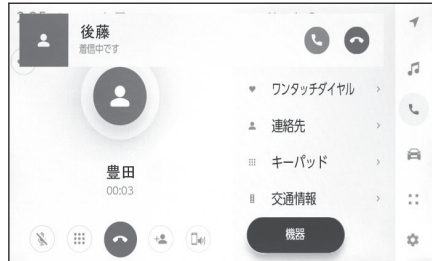 後藤
着信中です
豊田
00:03
ワンタッチダイヤル
連絡先
キーパッド
交通情報
機器